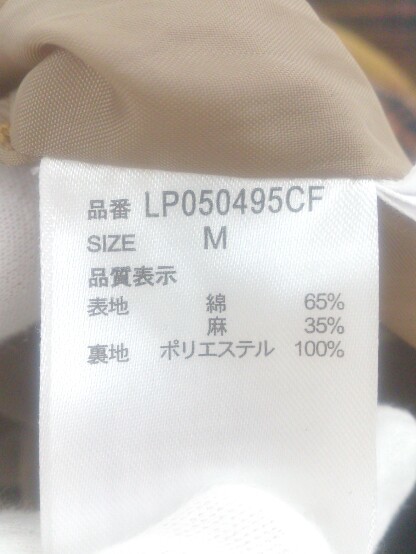 品番 LP050495CF
SIZE M
品質表示
表地 綿 65%
麻 35%
裏地 ポリエステル 100%